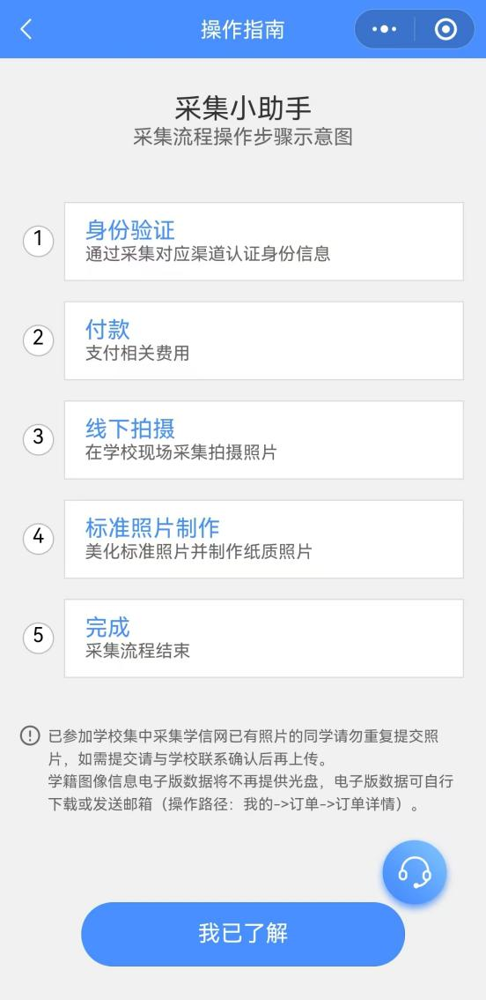 操作指南
采集小助手
采集流程操作步骤示意图
1
身份验证
通过采集对应渠道认证身份信息
2
付款
支付相关费用
3
线下拍摄
在学校现场采集拍摄照片
4
标准照片制作
美化标准照片并制作纸质照片
5
完成
采集流程结束
已参加学校集中采集学信网已有照片的同学请勿重复提交照
片，如需提交请与学校联系确认后再上传。
学籍图像信息电子版数据将不再提供光盘，电子版数据可自行
下载或发送邮箱（操作路径：我的->订单->订单详情）。
我已了解